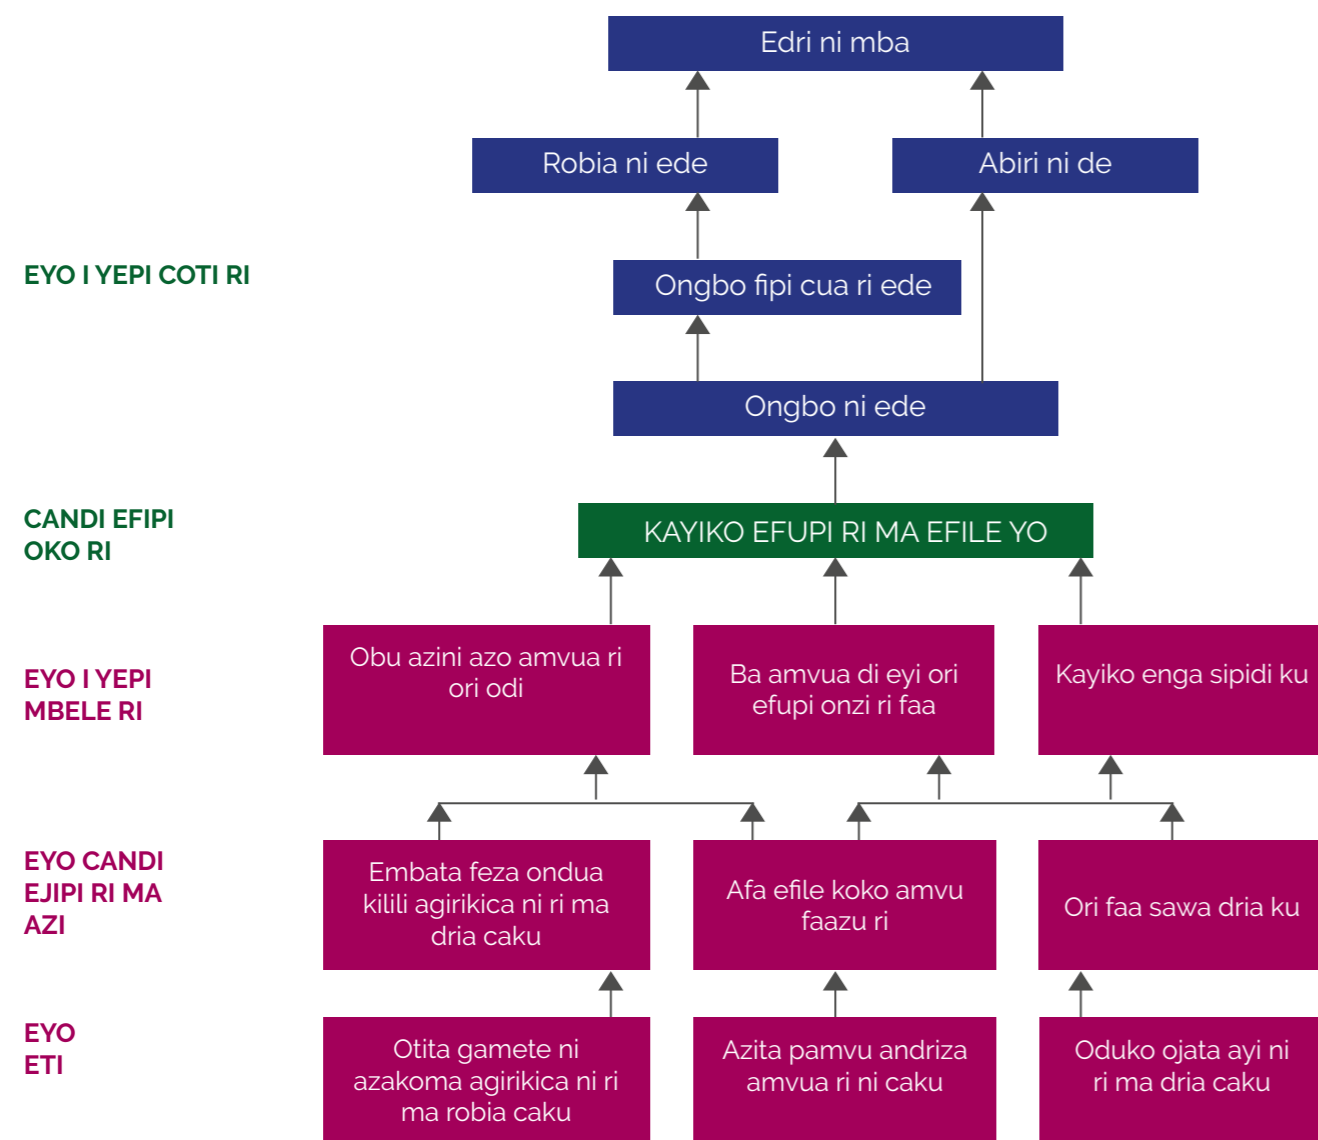 Edri ni mba
Robia ni ede
Abiri ni de
EYO I YEPI COTI RI
Ongbo fipi cua ri ede
Ongbo ni ede
CANDI EFIPI
OKO RI
KAYIKO EFUPI RI MA EFILE YO
EYO I YEPI
MBELE RI
Obu azini azo amvua ri
ori odi
Ba amvua di eyi ori
efupi onzi ri faa
Kayiko enga sipidi ku
EYO CANDI
EJIPI RI MA
AZI
Embata feza ondua
kilili agirikica ni ri ma
dria caku
Afa efile koko amvu
faazu ri
Ori faa sawa dria ku
EYO
ETI
Otita gamete ni
azakoma agirikica ni ri
ma robia caku
Azita pamvu andriza
amvua ri ni caku
Oduko ojata ayi ni
ri ma dria caku